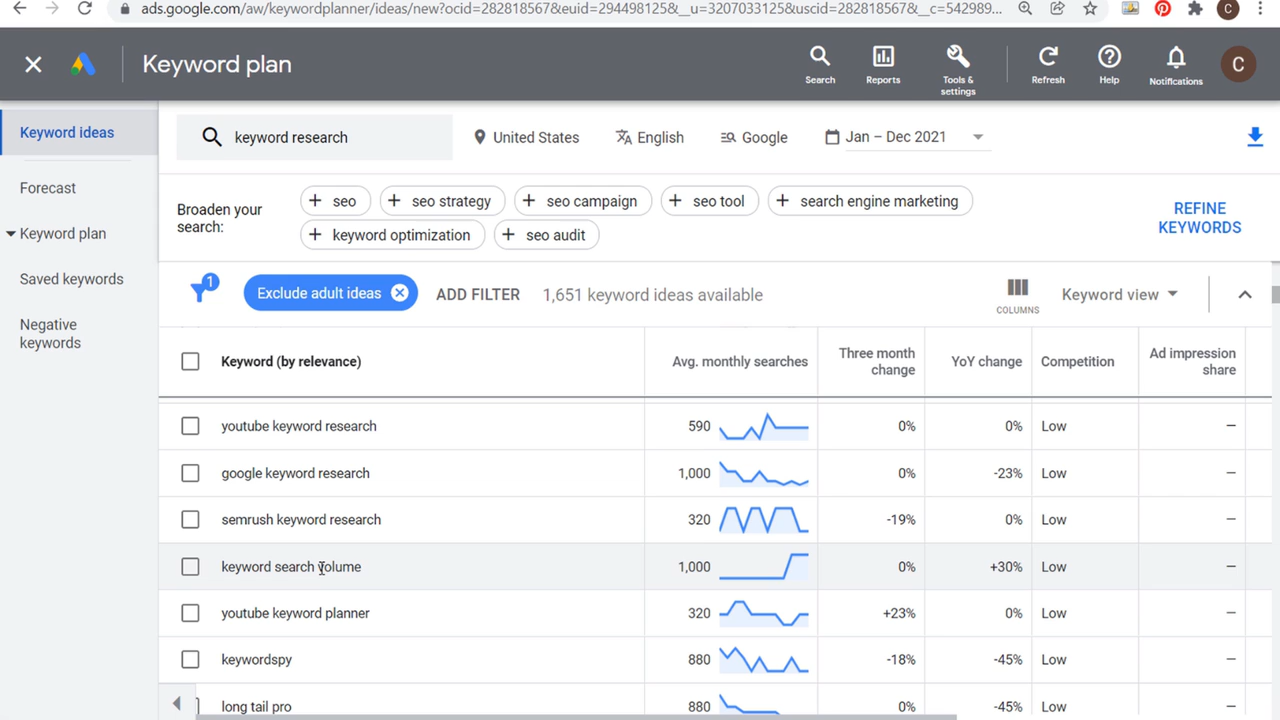 ads.google.com/aw/keywordplanner/ideas/new?ocid=282818567&euid=294498125&__u=3207033125&uscid=282818567&__c=542989...
C
Keyword plan
Search
Reports
Tools &
settings
Refresh
Help
Notifications
C
Keyword ideas
Forecast
Keyword plan
Saved keywords
Negative
keywords
keyword research
United States
English
Google
Jan – Dec 2021
Broaden your
search:
+ seo
+ seo strategy
+ seo campaign
+ seo tool
+ search engine marketing
+ keyword optimization
+ seo audit
REFINE
KEYWORDS
1
Exclude adult ideas
ADD FILTER
1,651 keyword ideas available
COLUMNS
Keyword view
Keyword (by relevance) Avg. monthly searches Three month change YoY change Competition Ad impression share
youtube keyword research 590 0% 0% Low –
google keyword research 1,000 0% -23% Low –
semrush keyword research 320 -19% 0% Low –
keyword search volume 1,000 0% +30% Low –
youtube keyword planner 320 +23% 0% Low –
keywordspy 880 -18% -45% Low –
long tail pro 880 0% -45% Low –